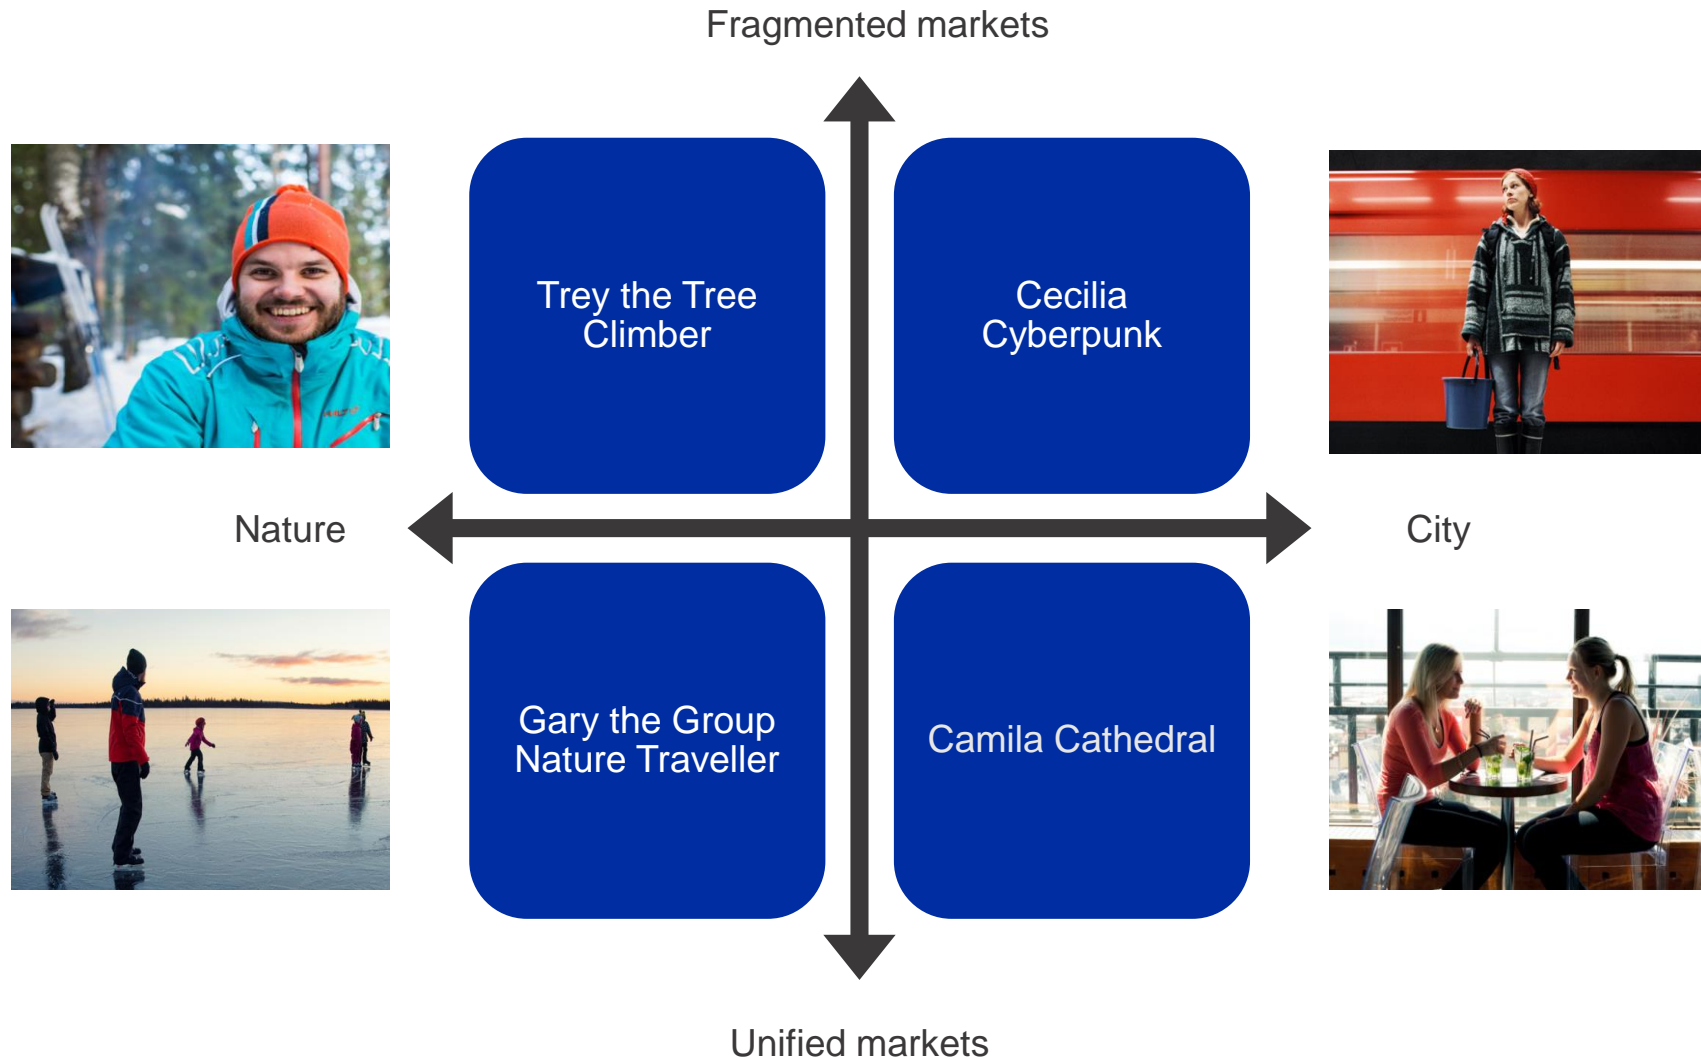 Fragmented markets
Trey the Tree
Climber
Cecilia
Cyberpunk
Nature
City
Gary the Group
Nature Traveller
Camila Cathedral
Unified markets